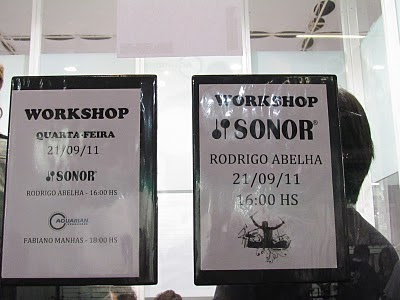 WORKSHOP
QUARTA-FEIRA
21/09/11
SONOR
RODRIGO ABELHA - 16:00 HS
AQUARIAN
FABIANO MANHAS - 18:00 HS
WORKSHOP
SONOR®
RODRIGO ABELHA
21/09/11
16:00 HS